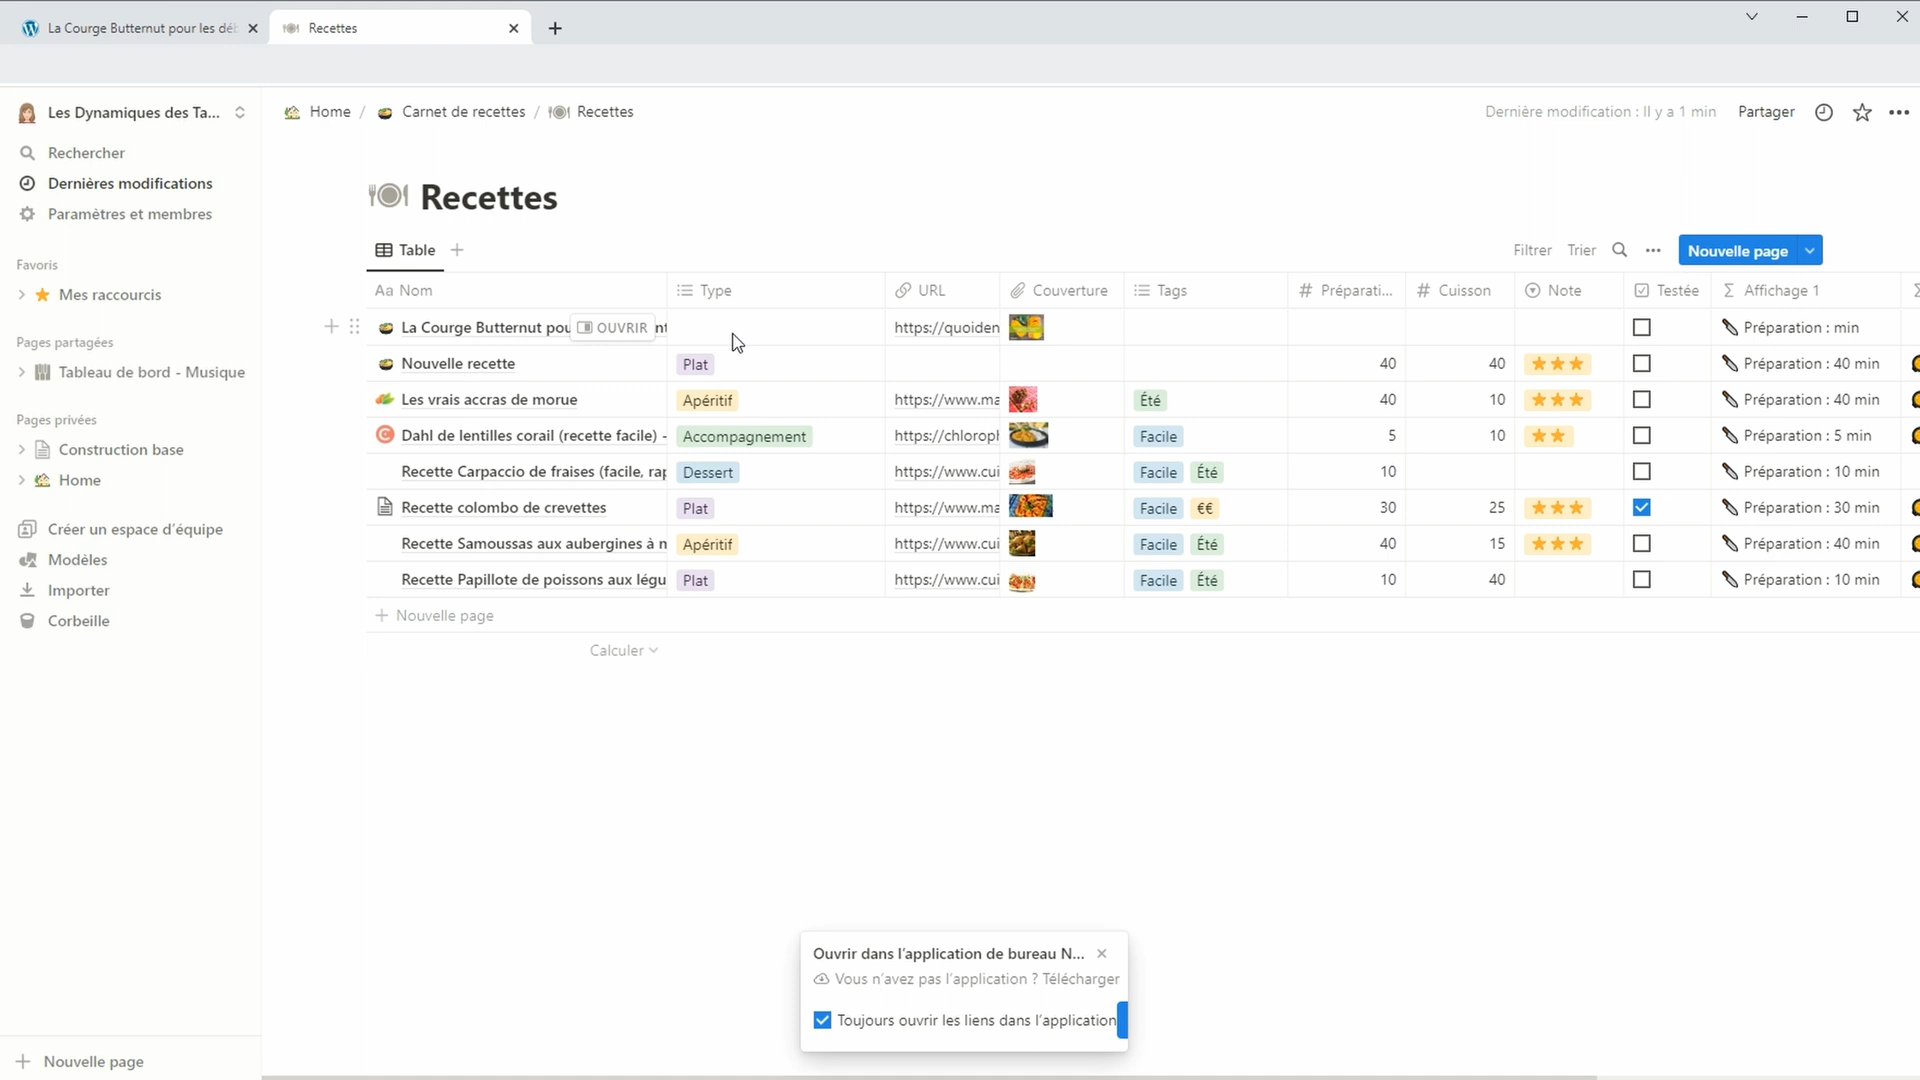 La Courge Butternut pour les déb
Recettes
Les Dynamiques des Ta...
Home / Carnet de recettes / Recettes
Dernière modification : Il y a 1 min
Partager
Rechercher
Dernières modifications
Paramètres et membres
Favoris
Mes raccourcis
Pages partagées
Tableau de bord - Musique
Pages privées
Construction base
Home
Créer un espace d'équipe
Modèles
Importer
Corbeille
Nouvelle page
Recettes
Table
Filtrer Trier
Nouvelle page
Aa Nom Type URL Couverture Tags # Préparati... # Cuisson Note Testée Σ Affichage 1 Σ
La Courge Butternut pou OUVRIR nt https://quoiden Préparation : min
Nouvelle recette Plat 40 40 Préparation : 40 min
Les vrais accras de morue Apéritif https://www.ma Été 40 10 Préparation : 40 min
Dahl de lentilles corail (recette facile) - Accompagnement https://chloroph Facile 5 10 Préparation : 5 min
Recette Carpaccio de fraises (facile, rap Dessert https://www.cui Facile Été 10 Préparation : 10 min
Recette colombo de crevettes Plat https://www.ma Facile €€ 30 25 Préparation : 30 min
Recette Samoussas aux aubergines à n Apéritif https://www.cui Facile Été 40 15 Préparation : 40 min
Recette Papillote de poissons aux légu Plat https://www.cui Facile Été 10 40 Préparation : 10 min
Nouvelle page
Calculer
Ouvrir dans l'application de bureau N...
Vous n'avez pas l'application ? Télécharger
Toujours ouvrir les liens dans l'application